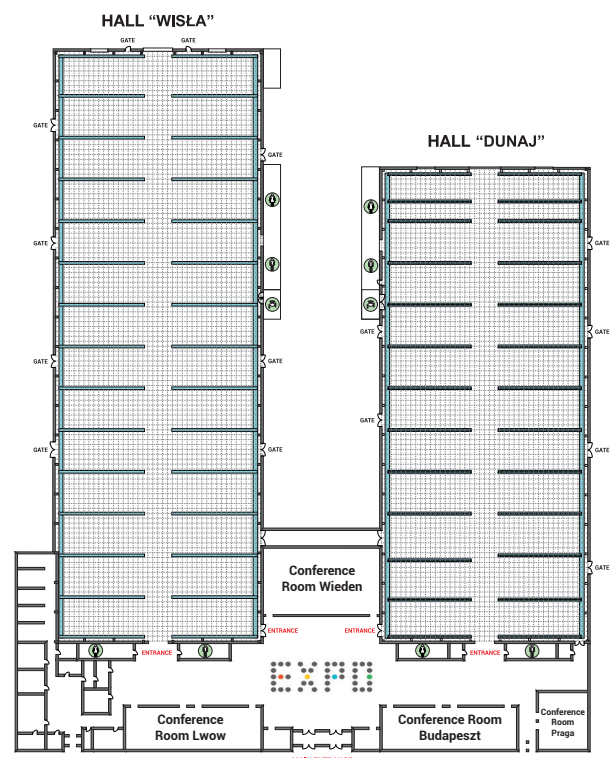 HALL “WISŁA”
GATE
GATE
GATE
GATE
HALL “DUNAJ”
GATE
GATE
GATE
GATE
GATE
GATE
GATE
GATE
GATE
GATE
GATE
Conference
Room Wieden
ENTRANCE
ENTRANCE
ENTRANCE
ENTRANCE
EXPO
Conference
Room Lwow
Conference Room
Budapeszt
Conference
Room
Praga